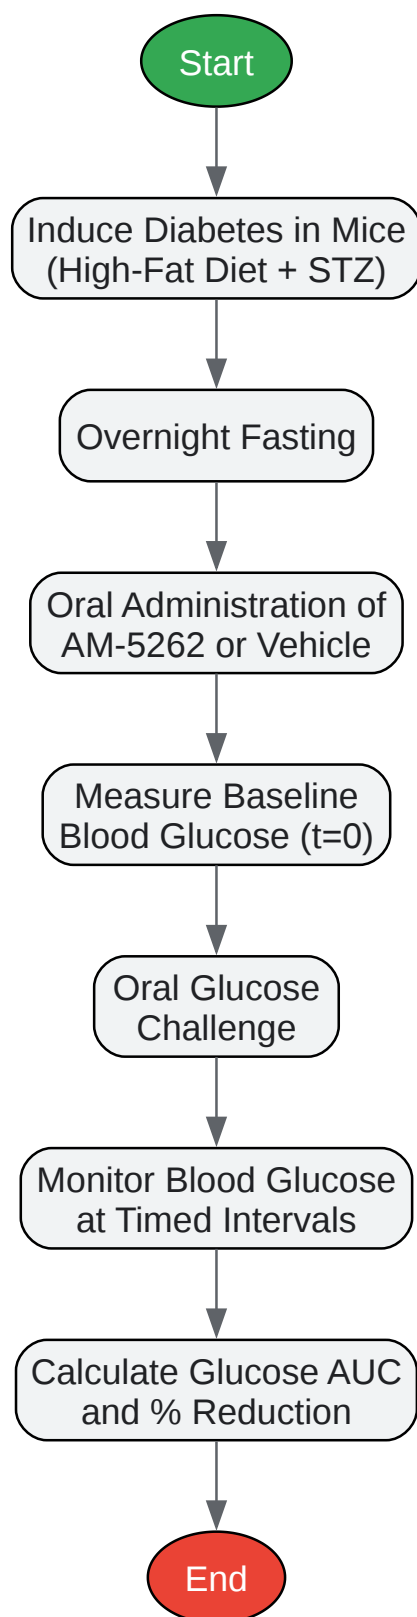 Start
Induce Diabetes in Mice
(High-Fat Diet + STZ)
Overnight Fasting
Oral Administration of
AM-5262 or Vehicle
Measure Baseline
Blood Glucose (t=0)
Oral Glucose
Challenge
Monitor Blood Glucose
at Timed Intervals
Calculate Glucose AUC
and % Reduction
End